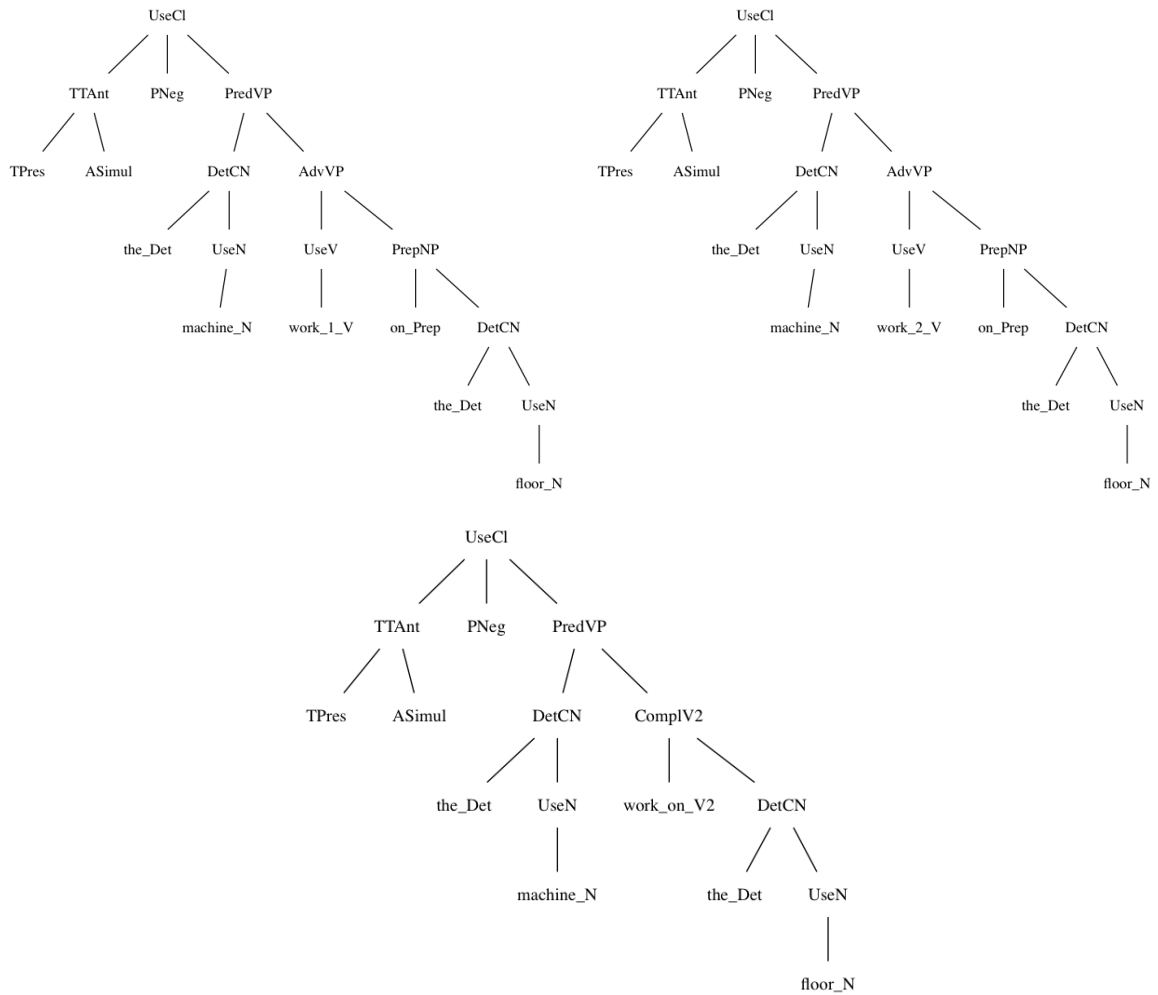 UseCl UseCl
TTAnt PNeg PredVP TTAnt PNeg PredVP
TPres ASimul DetCN AdvVP TPres ASimul DetCN AdvVP
the_Det UseN UseV PrepNP the_Det UseN UseV PrepNP
machine_N work_1_V on_Prep DetCN machine_N work_2_V on_Prep DetCN
the_Det UseN the_Det UseN
floor_N floor_N
UseCl
TTAnt PNeg PredVP
TPres ASimul DetCN ComplV2
the_Det UseN work_on_V2 DetCN
machine_N the_Det UseN
floor_N